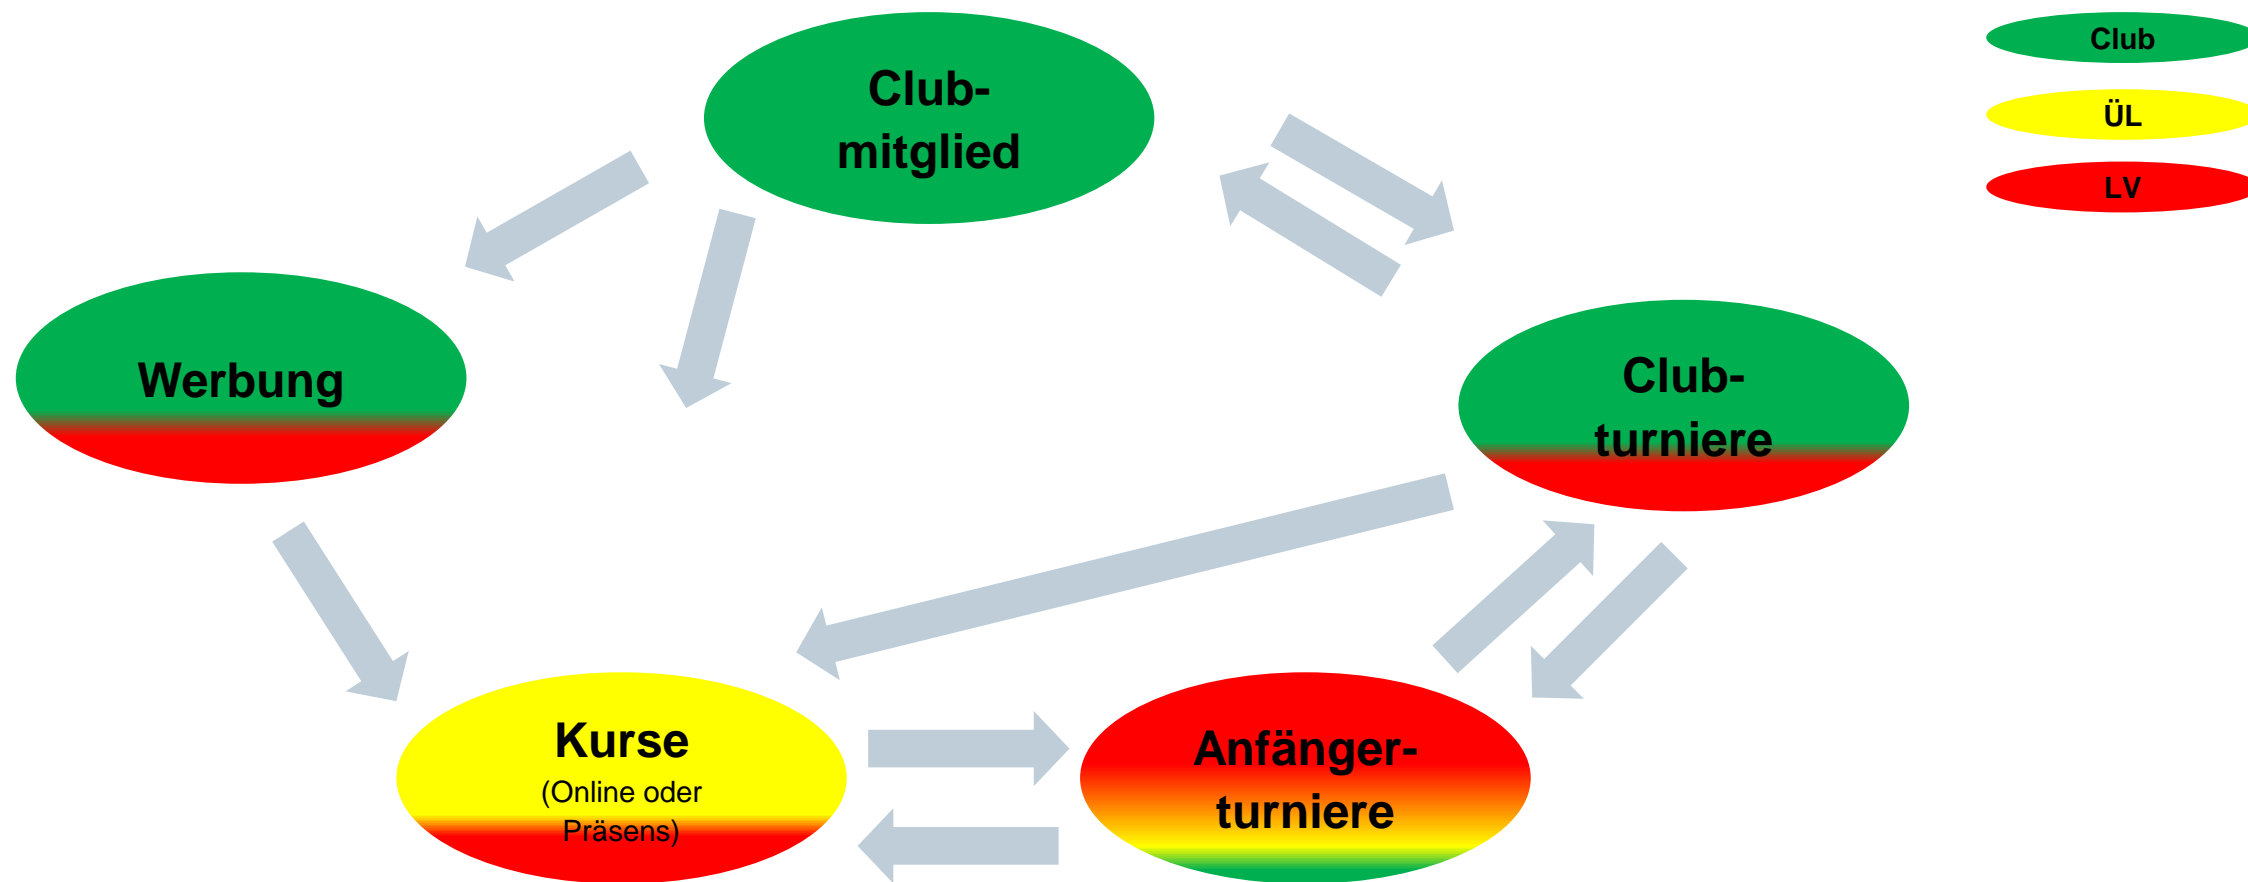 Club-
mitglied
Club
ÜL
LV
Werbung
Club-
turniere
Kurse
(Online oder
Präsens)
Anfänger-
turniere